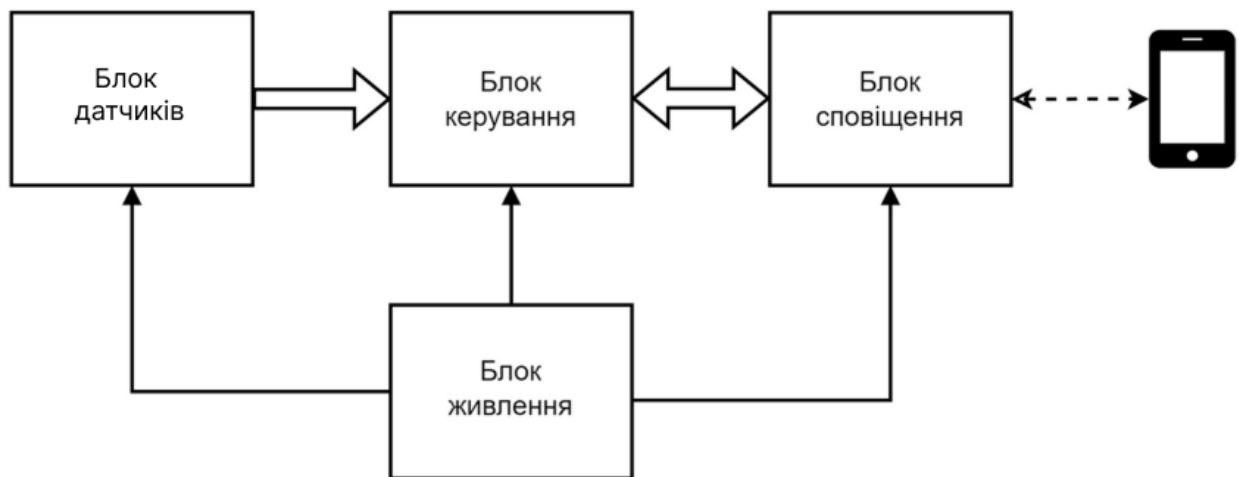 Блок
датчиків
Блок
керування
Блок
сповіщення
Блок
живлення